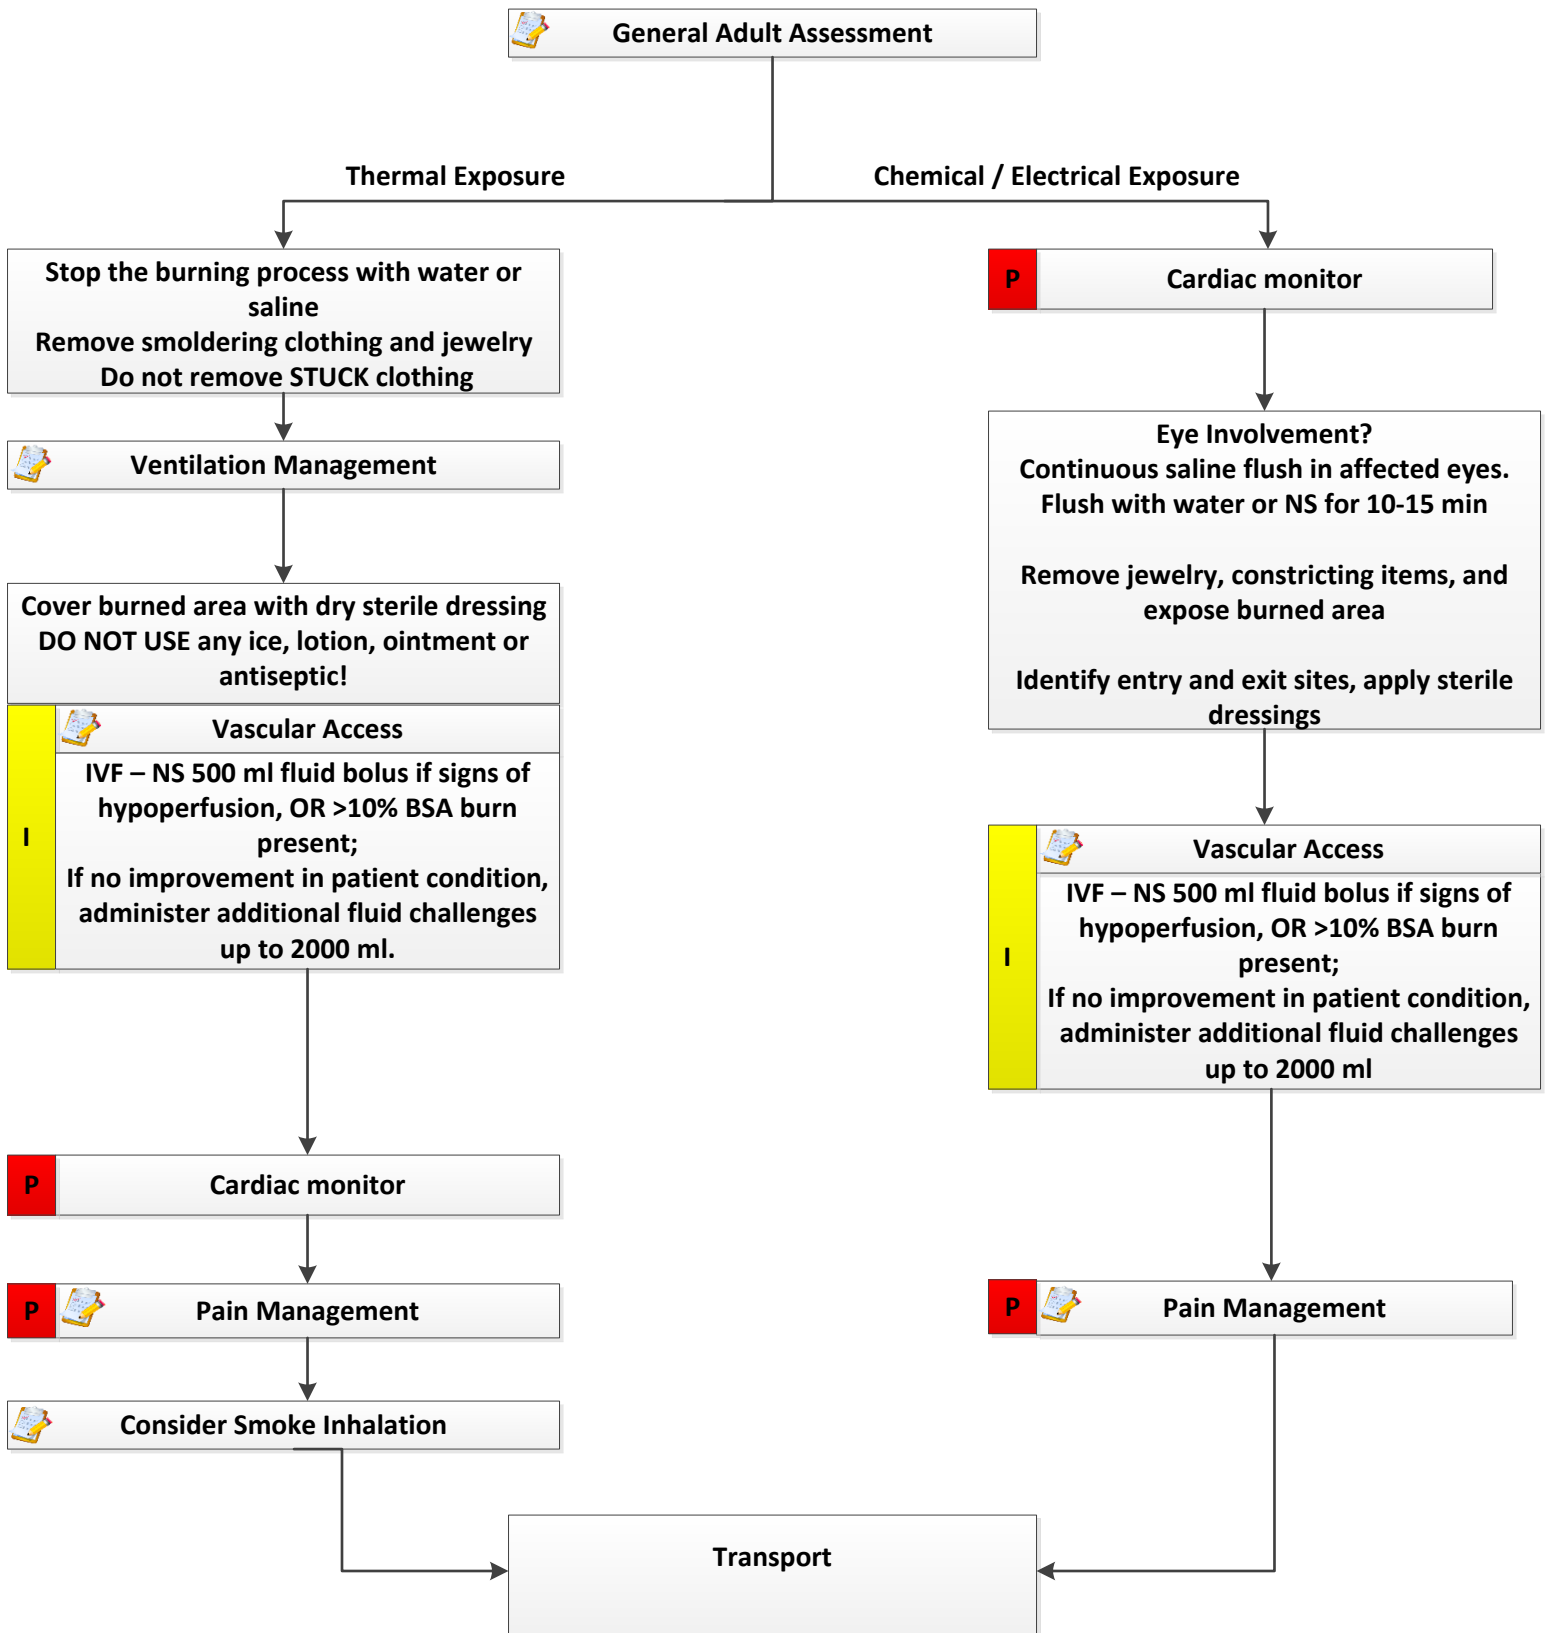 General Adult Assessment
Thermal Exposure
Chemical / Electrical Exposure
Stop the burning process with water or
saline
Remove smoldering clothing and jewelry
Do not remove STUCK clothing
Ventilation Management
Cover burned area with dry sterile dressing
DO NOT USE any ice, lotion, ointment or
antiseptic!
I
Vascular Access
IVF – NS 500 ml fluid bolus if signs of
hypoperfusion, OR >10% BSA burn
present;
If no improvement in patient condition,
administer additional fluid challenges
up to 2000 ml.
P
Cardiac monitor
P
Pain Management
Consider Smoke Inhalation
P
Cardiac monitor
Eye Involvement?
Continuous saline flush in affected eyes.
Flush with water or NS for 10-15 min
Remove jewelry, constricting items, and
expose burned area
Identify entry and exit sites, apply sterile
dressings
I
Vascular Access
IVF – NS 500 ml fluid bolus if signs of
hypoperfusion, OR >10% BSA burn
present;
If no improvement in patient condition,
administer additional fluid challenges
up to 2000 ml
P
Pain Management
Transport